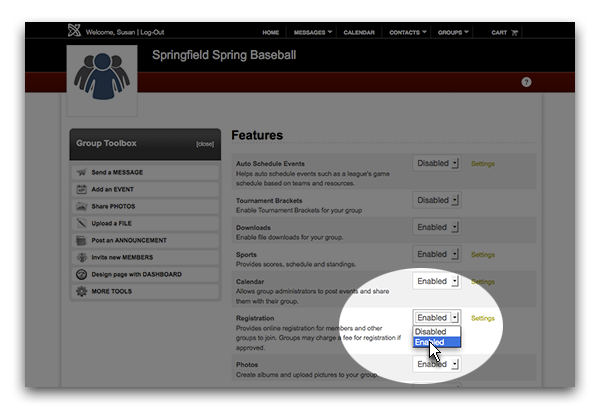 Welcome, Susan | Log-Out
HOME MESSAGES CALENDAR CONTACTS GROUPS CART
Springfield Spring Baseball
?
Group Toolbox [close]
Send a MESSAGE
Add an EVENT
Share PHOTOS
Upload a FILE
Post an ANNOUNCEMENT
Invite new MEMBERS
Design page with DASHBOARD
MORE TOOLS
Features
Auto Schedule Events Disabled Settings
Helps auto schedule events such as a league's game
schedule based on teams and resources.
Tournament Brackets Disabled
Enable Tournament Brackets for your group
Downloads Enabled
Enable file downloads for your group.
Sports Enabled Settings
Provides scores, schedule and standings.
Calendar Enabled Settings
Allows group administrators to post events and share
them with their group.
Registration Enabled Settings
Provides online registration for members and other
groups to join. Groups may charge a fee for registration if
approved.
Disabled
Enabled
Photos Enabled
Create albums and upload pictures to your group.